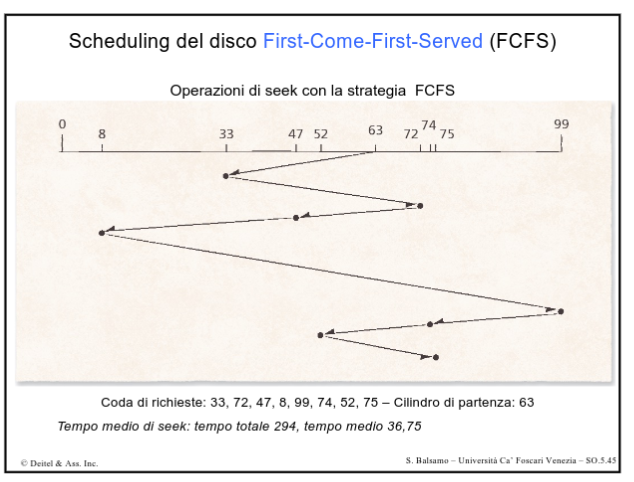 Scheduling del disco First-Come-First-Served (FCFS)
Operazioni di seek con la strategia FCFS
0 8 33 47 52 63 72 74 75 99
Coda di richieste: 33, 72, 47, 8, 99, 74, 52, 75 – Cilindro di partenza: 63
Tempo medio di seek: tempo totale 294, tempo medio 36,75
© Deitel & Ass. Inc.
S. Balsamo – Università Ca' Foscari Venezia – SO.5.45